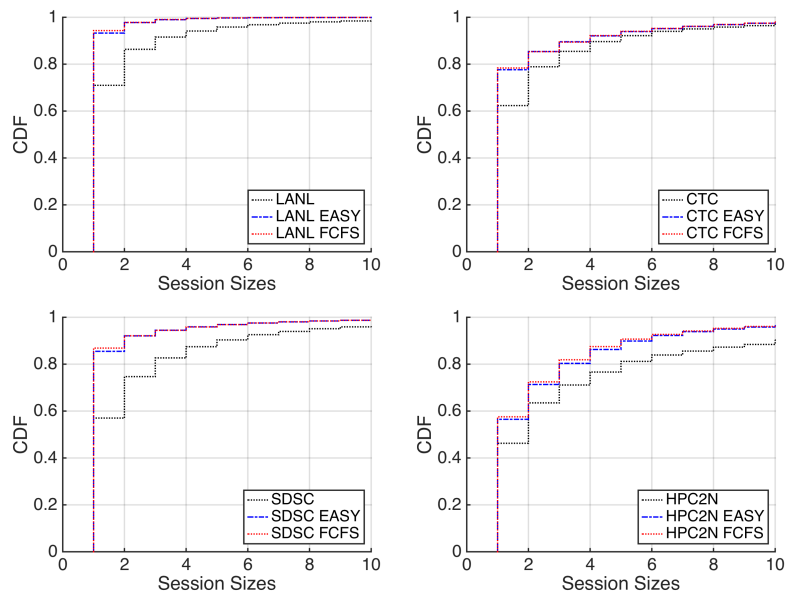 1
0.8
0.6
0.4
0.2
0
CDF
0 2 4 6 8 10
Session Sizes
LANL
LANL EASY
LANL FCFS
1
0.8
0.6
0.4
0.2
0
CDF
0 2 4 6 8 10
Session Sizes
CTC
CTC EASY
CTC FCFS
1
0.8
0.6
0.4
0.2
0
CDF
0 2 4 6 8 10
Session Sizes
SDSC
SDSC EASY
SDSC FCFS
1
0.8
0.6
0.4
0.2
0
CDF
0 2 4 6 8 10
Session Sizes
HPC2N
HPC2N EASY
HPC2N FCFS